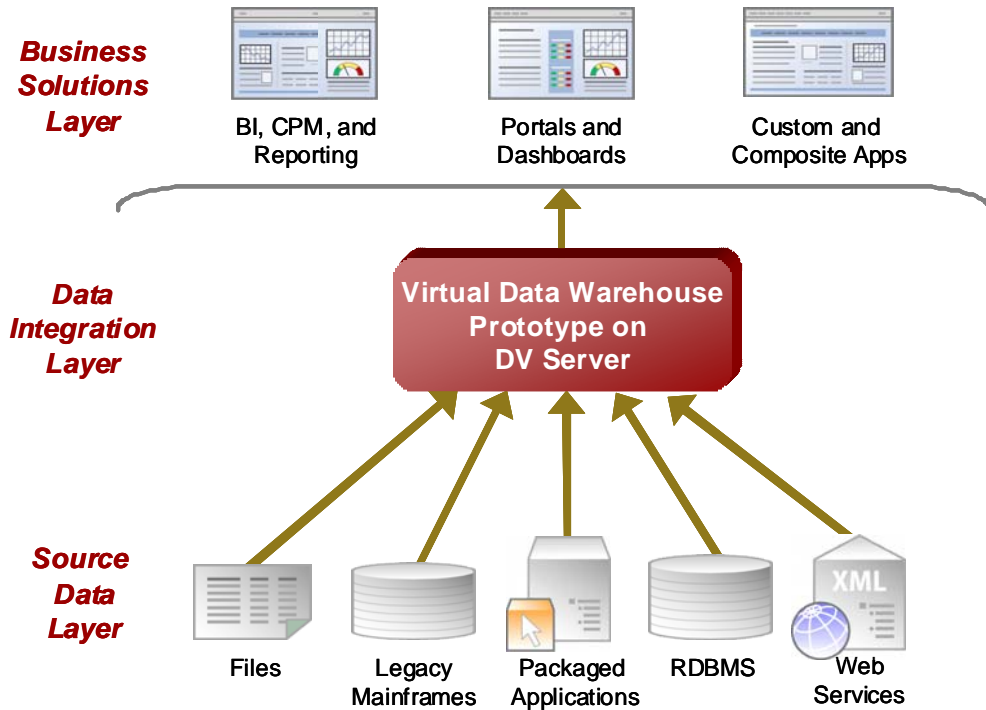 Business
Solutions
Layer
BI, CPM, and
Reporting
Portals and
Dashboards
Custom and
Composite Apps
Data
Integration
Layer
Virtual Data Warehouse
Prototype on
DV Server
Source
Data
Layer
XML
Files
Legacy
Mainframes
Packaged
Applications
RDBMS
Web
Services